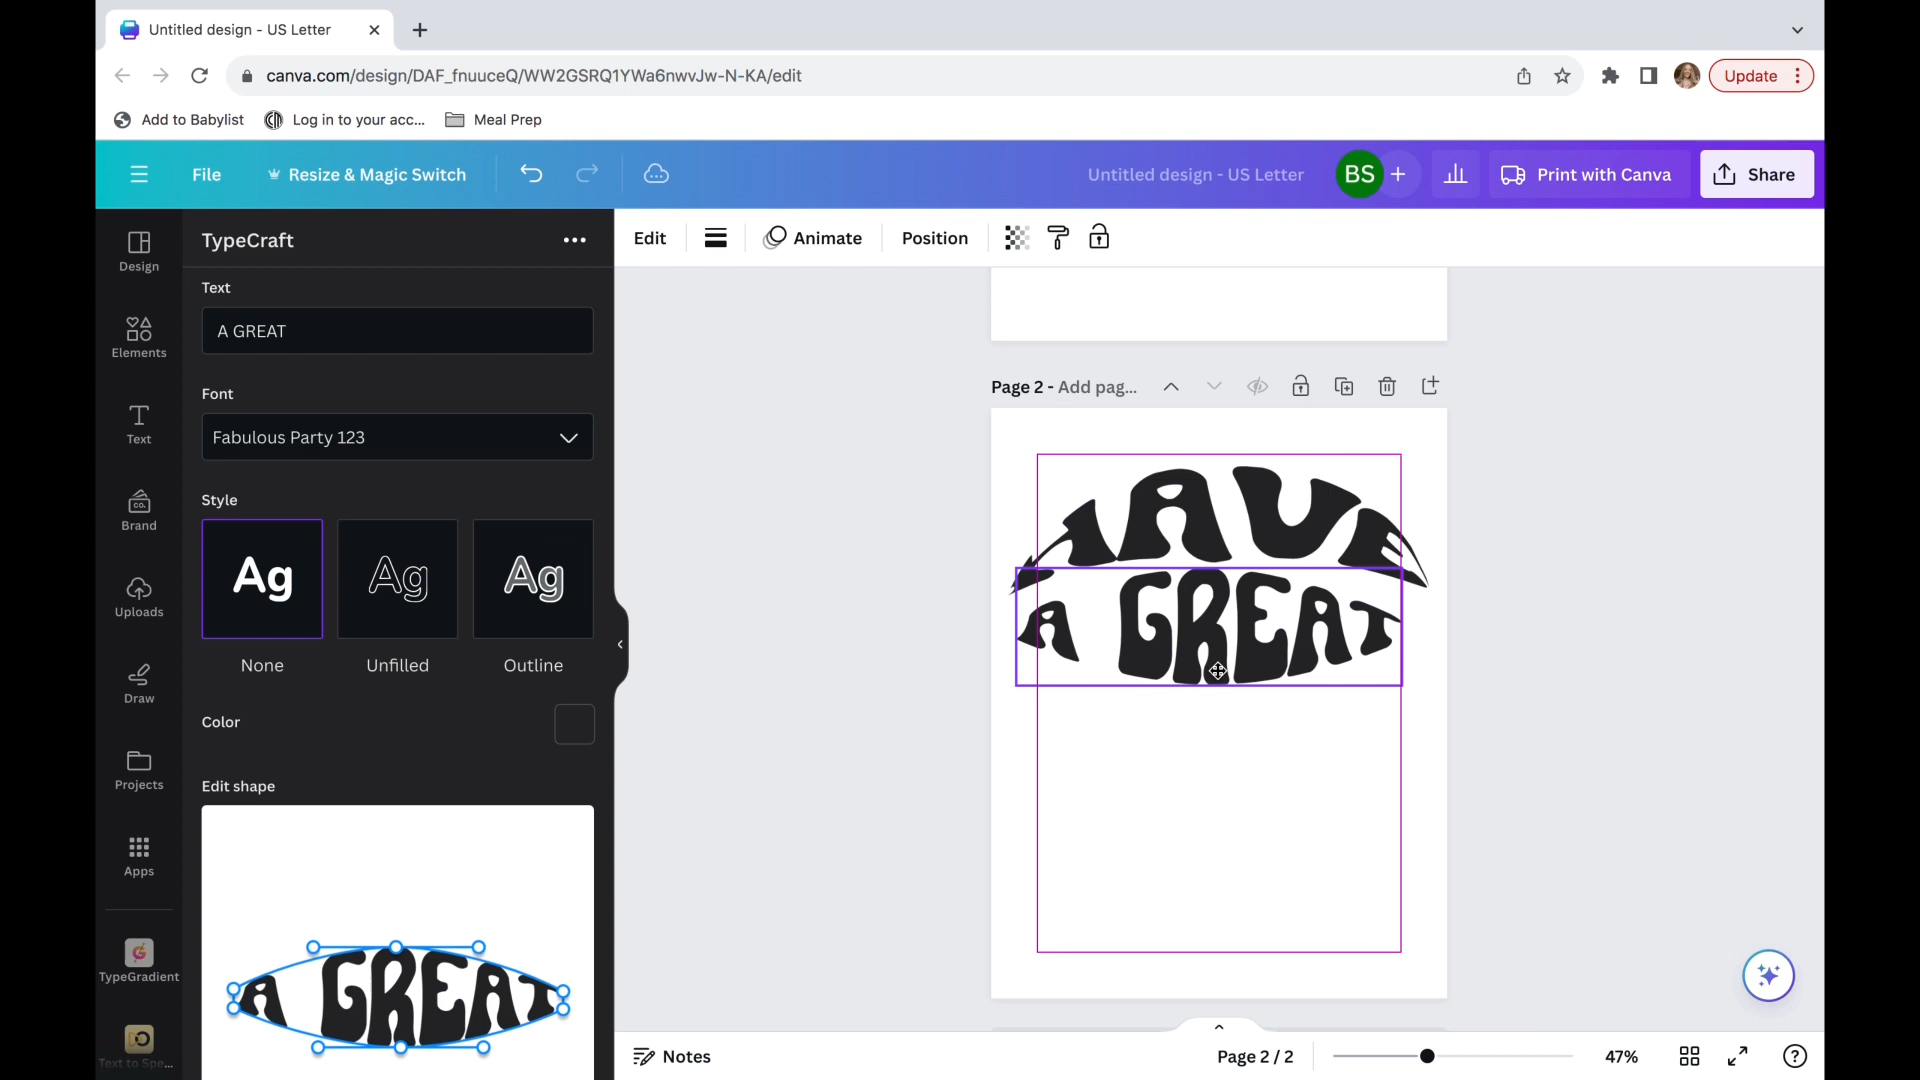 Untitled design - US Letter
canva.com/design/DAF_fnuuceQ/WW2GSRQ1YWa6nwvJw-N-KA/edit
Update
Add to Babylist
Log in to your acc...
Meal Prep
File
Resize & Magic Switch
Untitled design - US Letter
BS
Print with Canva
Share
Design
Elements
Text
Brand
Uploads
Draw
Projects
Apps
TypeGradient
Text to Spe...
TypeCraft
Text
A GREAT
Font
Fabulous Party 123
Style
Ag
Ag
Ag
None
Unfilled
Outline
Color
Edit shape
A GREAT
Edit
Animate
Position
Page 2 - Add pag...
HAVE
A GREAT
Notes
Page 2 / 2
47%